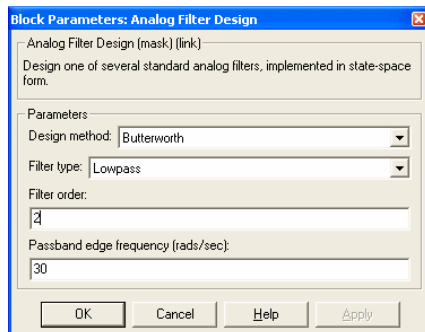 Block Parameters: Analog Filter Design
Analog Filter Design (mask) (link)
Design one of several standard analog filters, implemented in state-space
form.
Parameters
Design method: Butterworth
Filter type: Lowpass
Filter order:
2
Passband edge frequency (rads/sec):
30
OK Cancel Help Apply